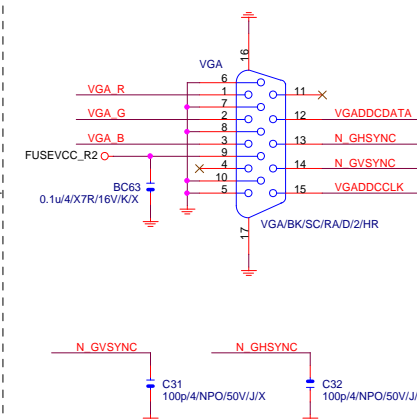 16
VGA
6
VGA_R 1 11
7
VGA_G 2 12 VGADDCDATA
8
VGA_B 3 13 N_GHSYNC
FUSEVCC_R2 9
4 14 N_GVSYNC
10
5 15 VGADDCCLK
BC63
0.1u/4/X7R/16V/K/X
17
VGA/BK/SC/RA/D/2/HR
N_GVSYNC N_GHSYNC
C31 C32
100p/4/NPO/50V/J/X 100p/4/NPO/50V/J/